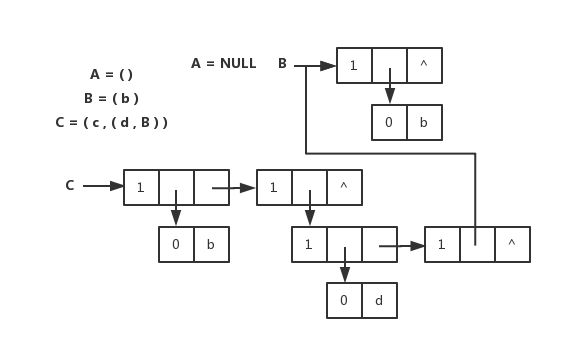 A = ( )
B = ( b )
C = ( c , ( d , B ) )
A = NULL B 1 ^
0 b
C 1 1 ^
0 b 1 1 ^
0 d